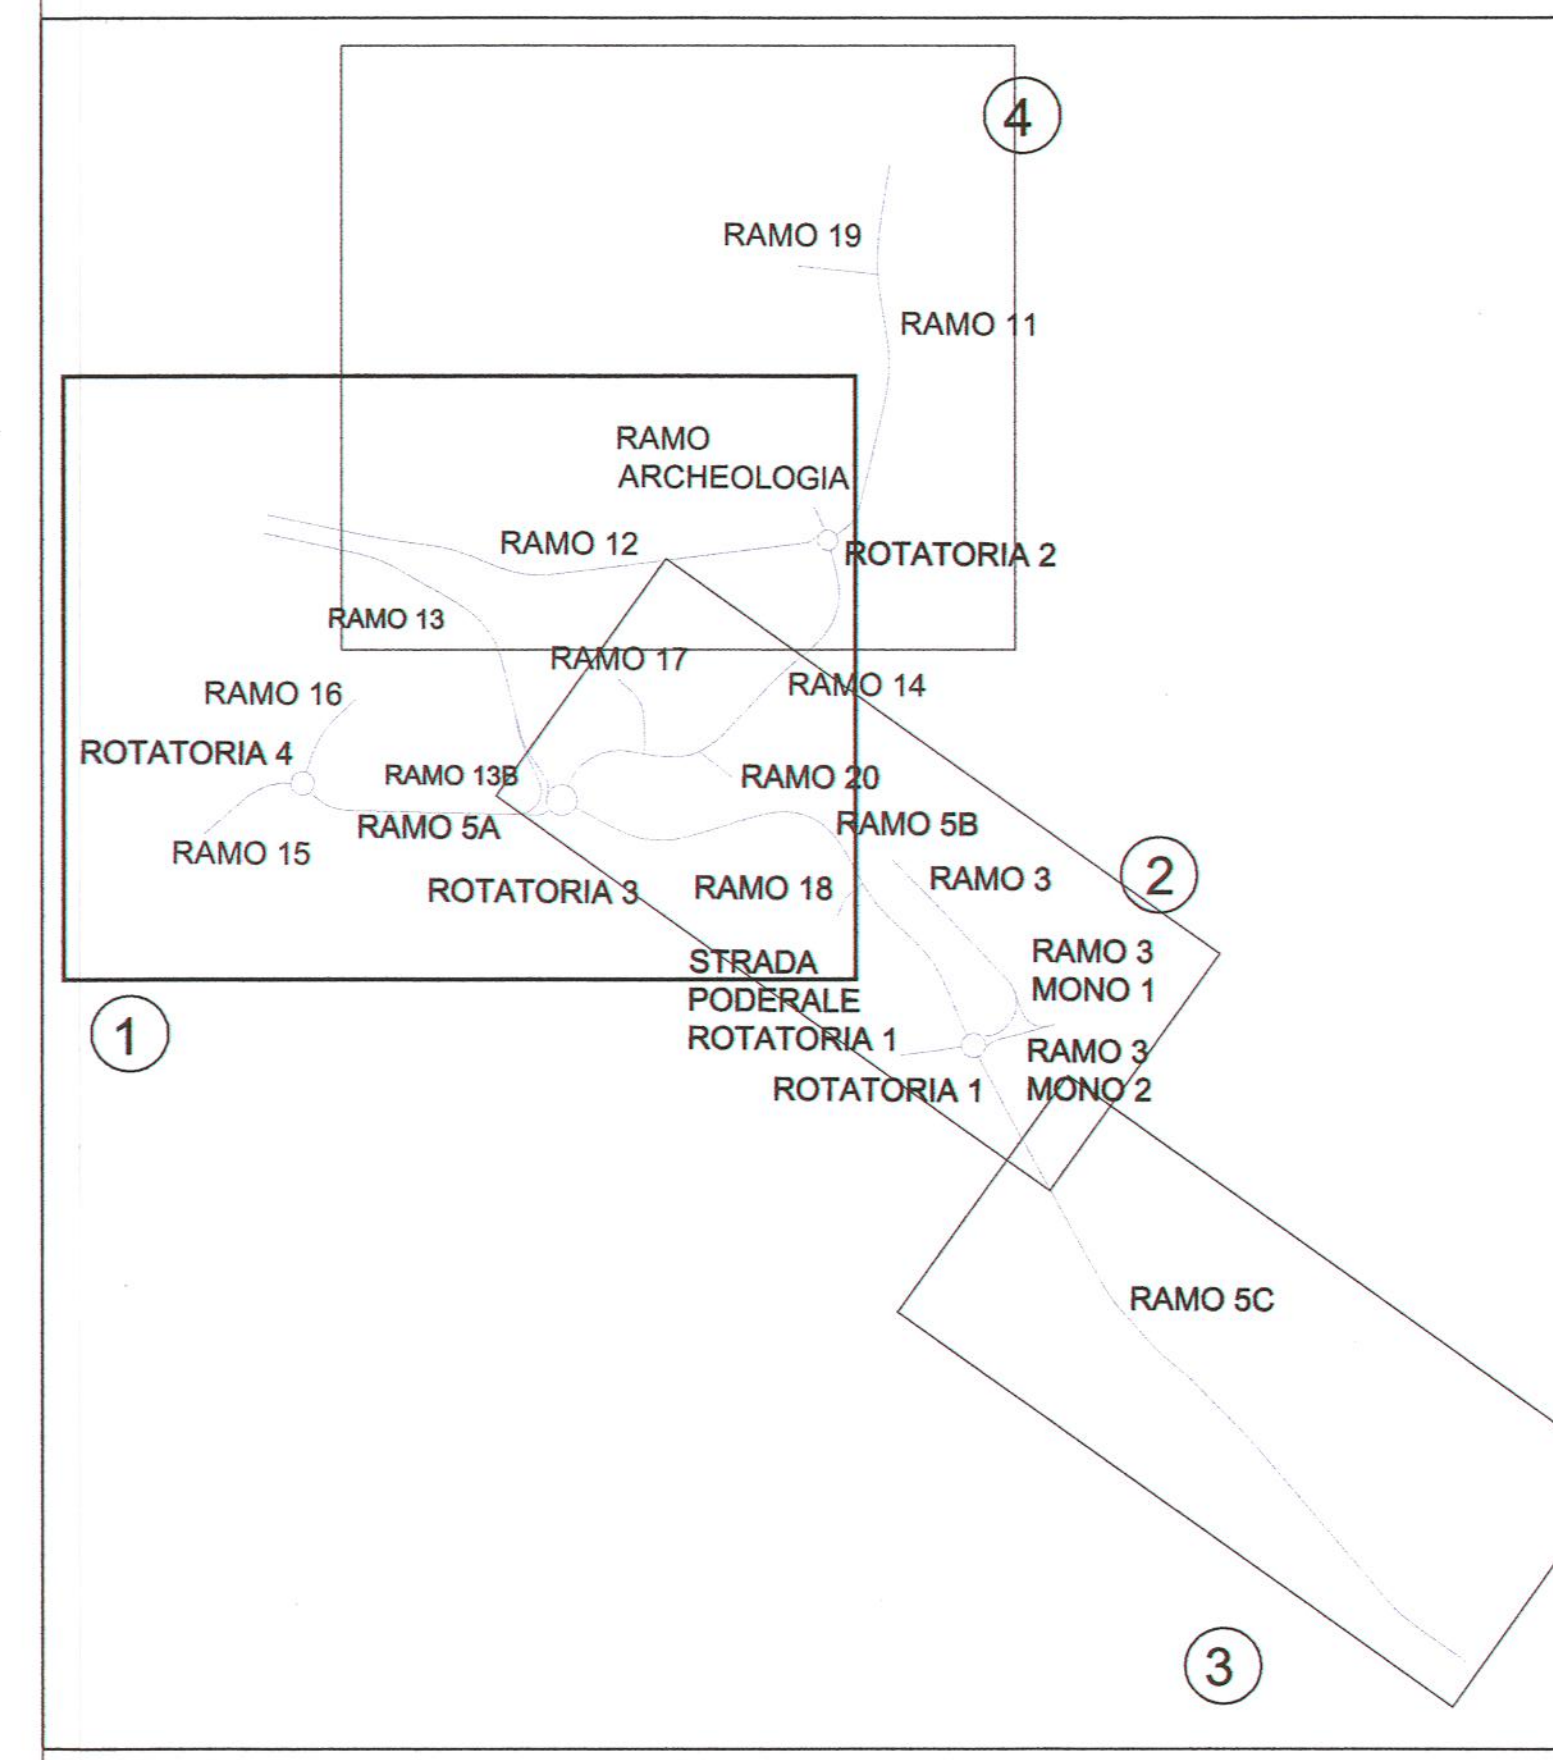 4
RAMO 19
RAMO 11
RAMO
ARCHEOLOGIA
RAMO 12
ROTATORIA 2
RAMO 13
RAMO 17
RAMO 14
RAMO 16
ROTATORIA 4
RAMO 13B
RAMO 20
RAMO 5A
RAMO 5B
RAMO 15
RAMO 3
2
ROTATORIA 3
RAMO 18
RAMO 3
MONO 1
STRADA
PODERALE
ROTATORIA 1
1
RAMO 3
MONO 2
ROTATORIA 1
RAMO 5C
3